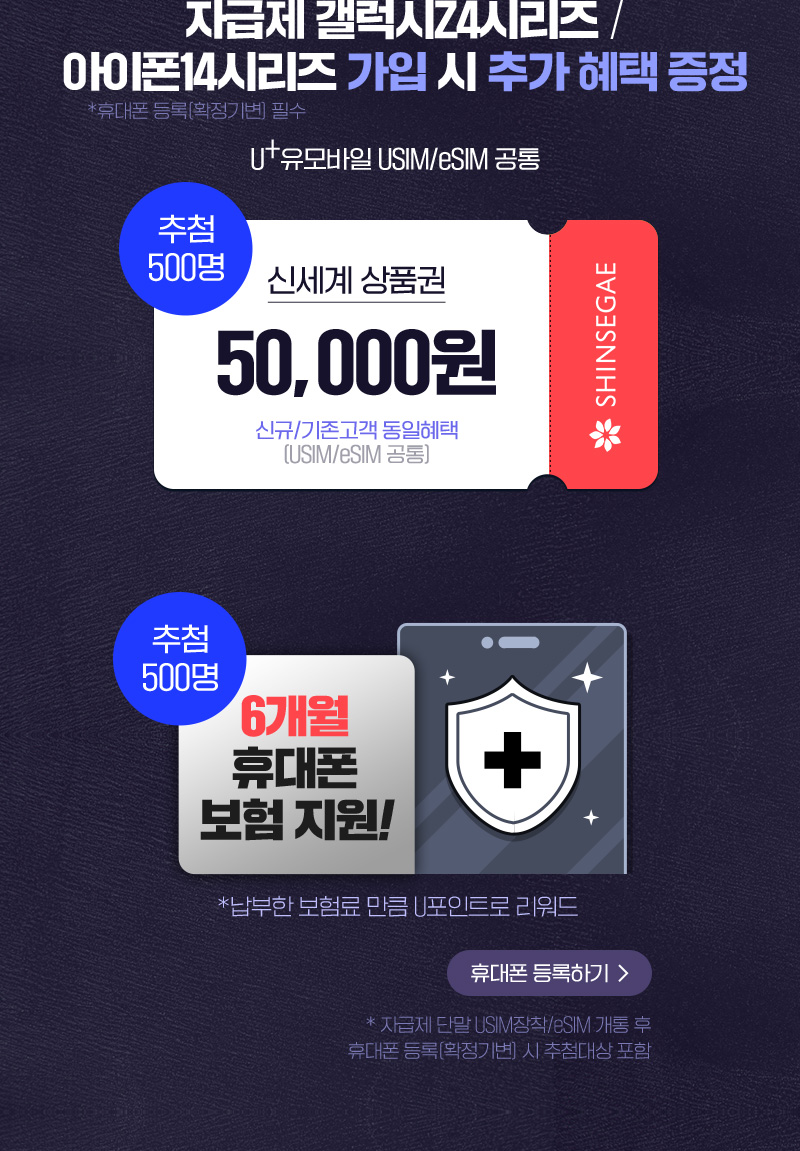 자급제 갤럭시Z4시리즈 /
아이폰14시리즈 가입 시 추가 혜택 증정
*휴대폰 등록(확정기변) 필수
U+유모바일 USIM/eSIM 공통
추첨
500명
신세계 상품권
50,000원
신규/기존고객 동일혜택
(USIM/eSIM 공통)
SHINSEGAE
추첨
500명
6개월
휴대폰
보험 지원!
*납부한 보험료 만큼 U포인트로 리워드
휴대폰 등록하기 >
* 자급제 단말 USIM장착/eSIM 개통 후
휴대폰 등록(확정기변) 시 추첨대상 포함